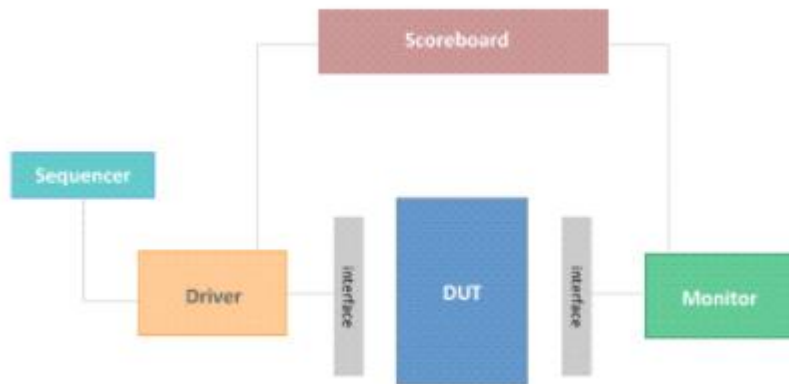 Scoreboard
Sequencer
Driver
interface
DUT
interface
Monitor